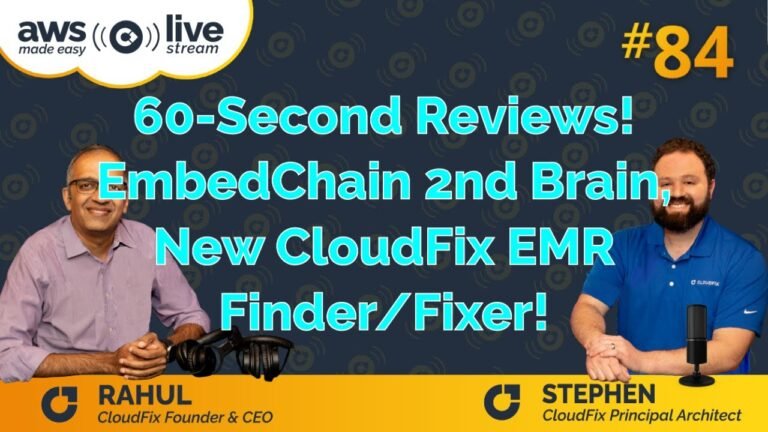 aws live
made easy stream
#84
60-Second Reviews!
EmbedChain 2nd Brain,
New CloudFix EMR
Finder/Fixer!
CLOUDFIX
RAHUL
CloudFix Founder & CEO
STEPHEN
CloudFix Principal Architect